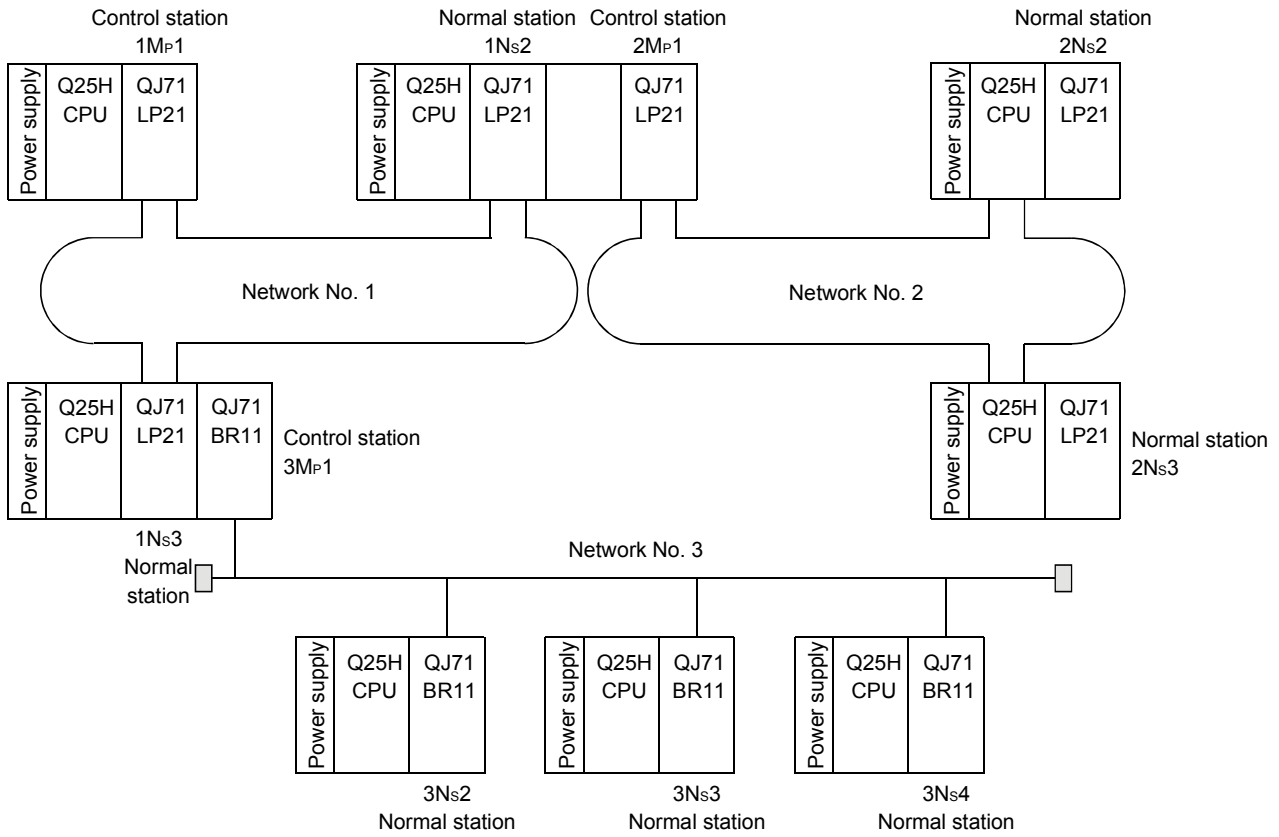 Control station
1MP1
Normal station
1NS2
Control station
2MP1
Normal station
2NS2
Power supply
Q25H
CPU
QJ71
LP21
Power supply
Q25H
CPU
QJ71
LP21
QJ71
LP21
Power supply
Q25H
CPU
QJ71
LP21
Network No. 1
Network No. 2
Power supply
Q25H
CPU
QJ71
LP21
QJ71
BR11
Control station
3MP1
Power supply
Q25H
CPU
QJ71
LP21
Normal station
2NS3
1NS3
Normal
station
Network No. 3
Power supply
Q25H
CPU
QJ71
BR11
Power supply
Q25H
CPU
QJ71
BR11
Power supply
Q25H
CPU
QJ71
BR11
3NS2
Normal station
3NS3
Normal station
3NS4
Normal station